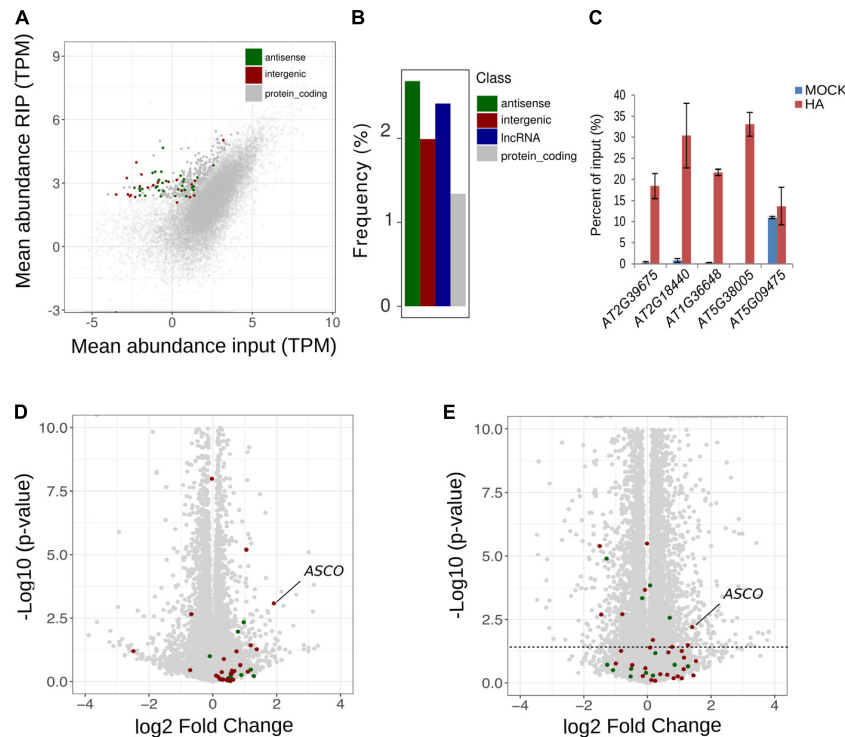 A
Mean abundance RIP (TPM)
9
6
3
0
-3
-5
0
5
10
Mean abundance input (TPM)
antisense
intergenic
protein_coding
B
Frequency (%)
2
1
0
Class
antisense
intergenic
lncRNA
protein_coding
C
Percent of input (%)
40
35
30
25
20
15
10
5
0
AT2G39675
AT2G18440
AT1G36648
AT5G38005
AT5G09475
MOCK
HA
D
-Log10 (p-value)
10.0
7.5
5.0
2.5
0.0
−4
−2
0
2
4
log2 Fold Change
ASCO
E
-Log10 (p-value)
10.0
7.5
5.0
2.5
0.0
−4
−2
0
2
4
log2 Fold Change
ASCO